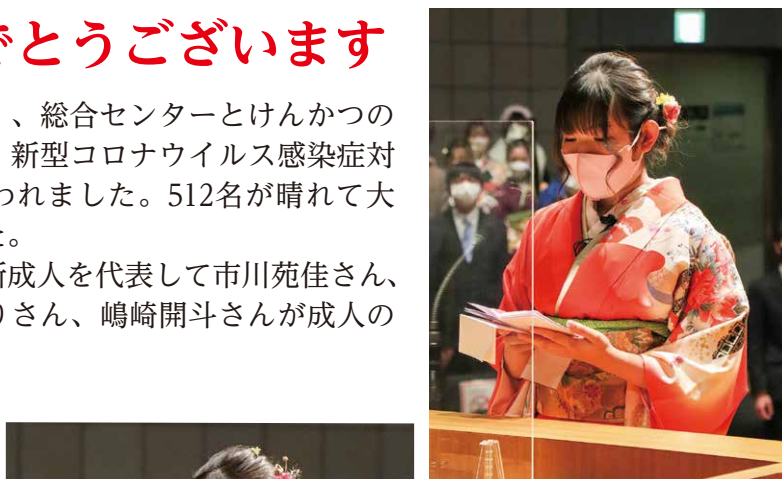 でとうございます
、総合センターとけんかつの
新型コロナウイルス感染症対
われました。512名が晴れて大
た。
新成人を代表して市川苑佳さん、
りさん、嶋崎開斗さんが成人の